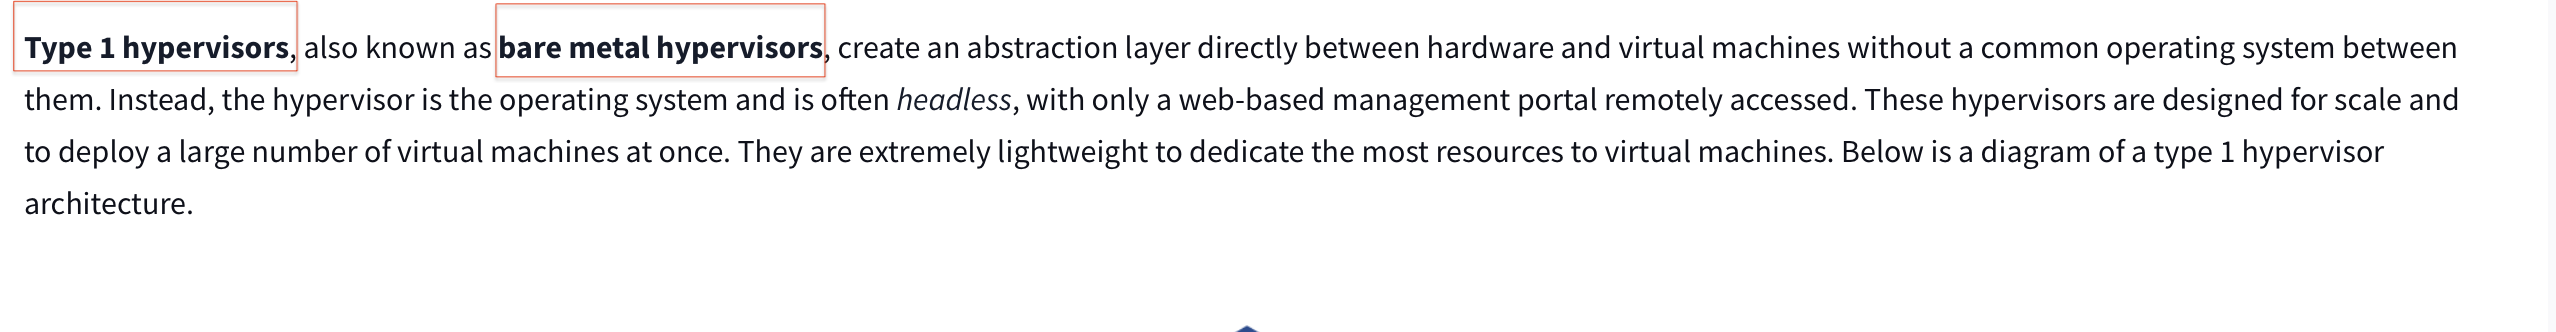 Type 1 hypervisors, also known as bare metal hypervisors, create an abstraction layer directly between hardware and virtual machines without a common operating system between
them. Instead, the hypervisor is the operating system and is often headless, with only a web-based management portal remotely accessed. These hypervisors are designed for scale and
to deploy a large number of virtual machines at once. They are extremely lightweight to dedicate the most resources to virtual machines. Below is a diagram of a type 1 hypervisor
architecture.